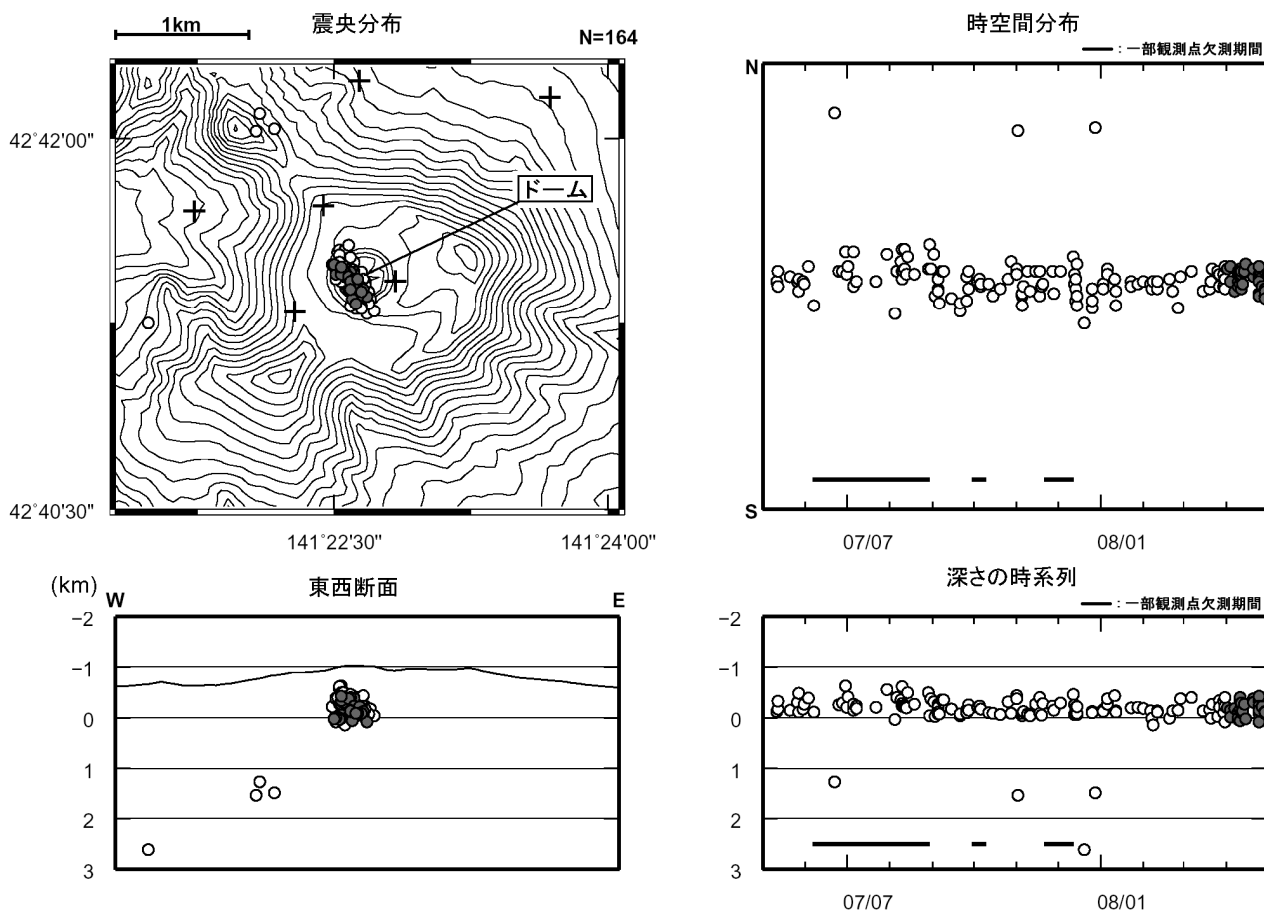 1km
震央分布
N=164
42°42'00"
ドーム
42°40'30"
141°22'30"
141°24'00"
時空間分布
:一部観測点欠測期間
N
S
07/07
08/01
(km)
W
東西断面
E
-2
-1
0
1
2
3
深さの時系列
:一部観測点欠測期間
-2
-1
0
1
2
3
07/07
08/01